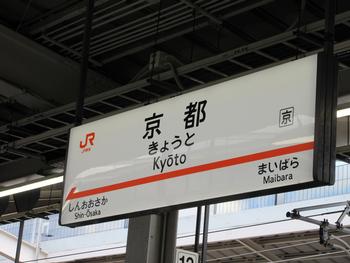 JR
京都
京
きょうと
Kyōto
しんおおさか
Shin-Ōsaka
まいばら
Maibara